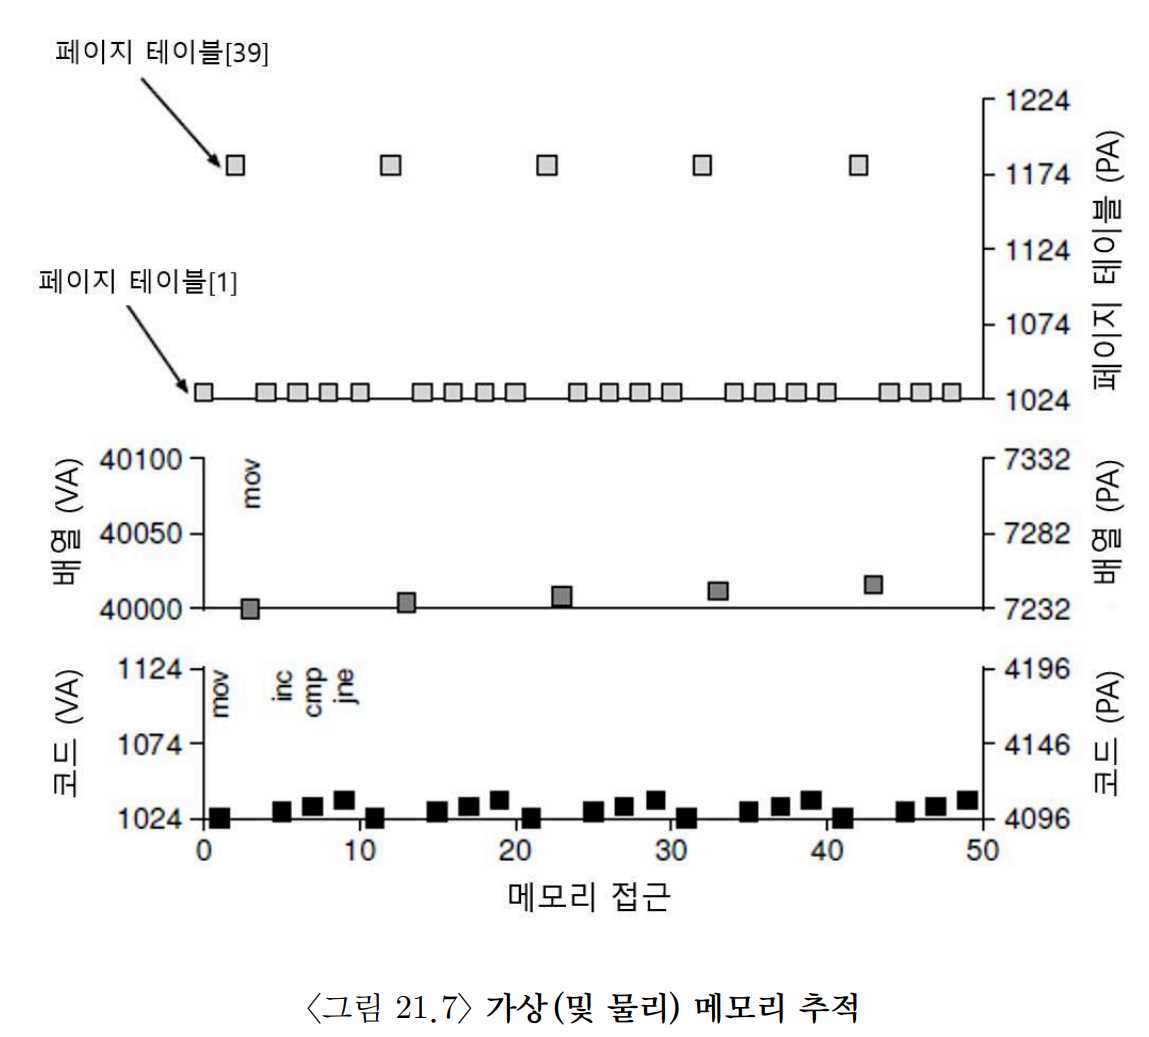 페이지 테이블[39]
페이지 테이블[1]
1224
1174
1124
1074
1024
페이지 테이블 (PA)
배열 (VA)
40100
40050
40000
mov
7332
7282
7232
배열 (PA)
코드 (VA)
1124
1074
1024
mov
inc
cmp
jne
4196
4146
4096
코드 (PA)
0 10 20 30 40 50
메모리 접근
〈그림 21.7〉 가상(및 물리) 메모리 추적